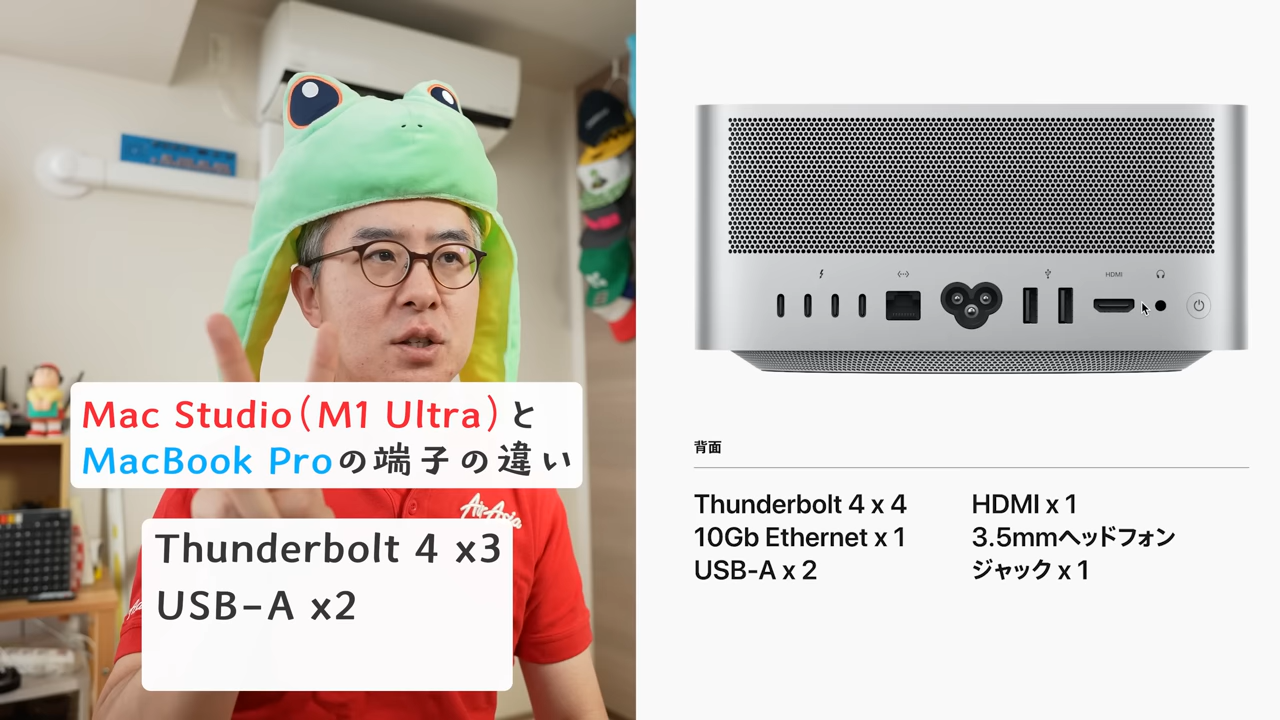 Mac Studio(M1 Ultra)と
MacBook Proの端子の違い
Thunderbolt 4 x3
USB-A x2
AirAsia
HDMI
背面
Thunderbolt 4 x 4
10Gb Ethernet x 1
USB-A x 2
HDMI x 1
3.5mmヘッドフォン
ジャック x 1